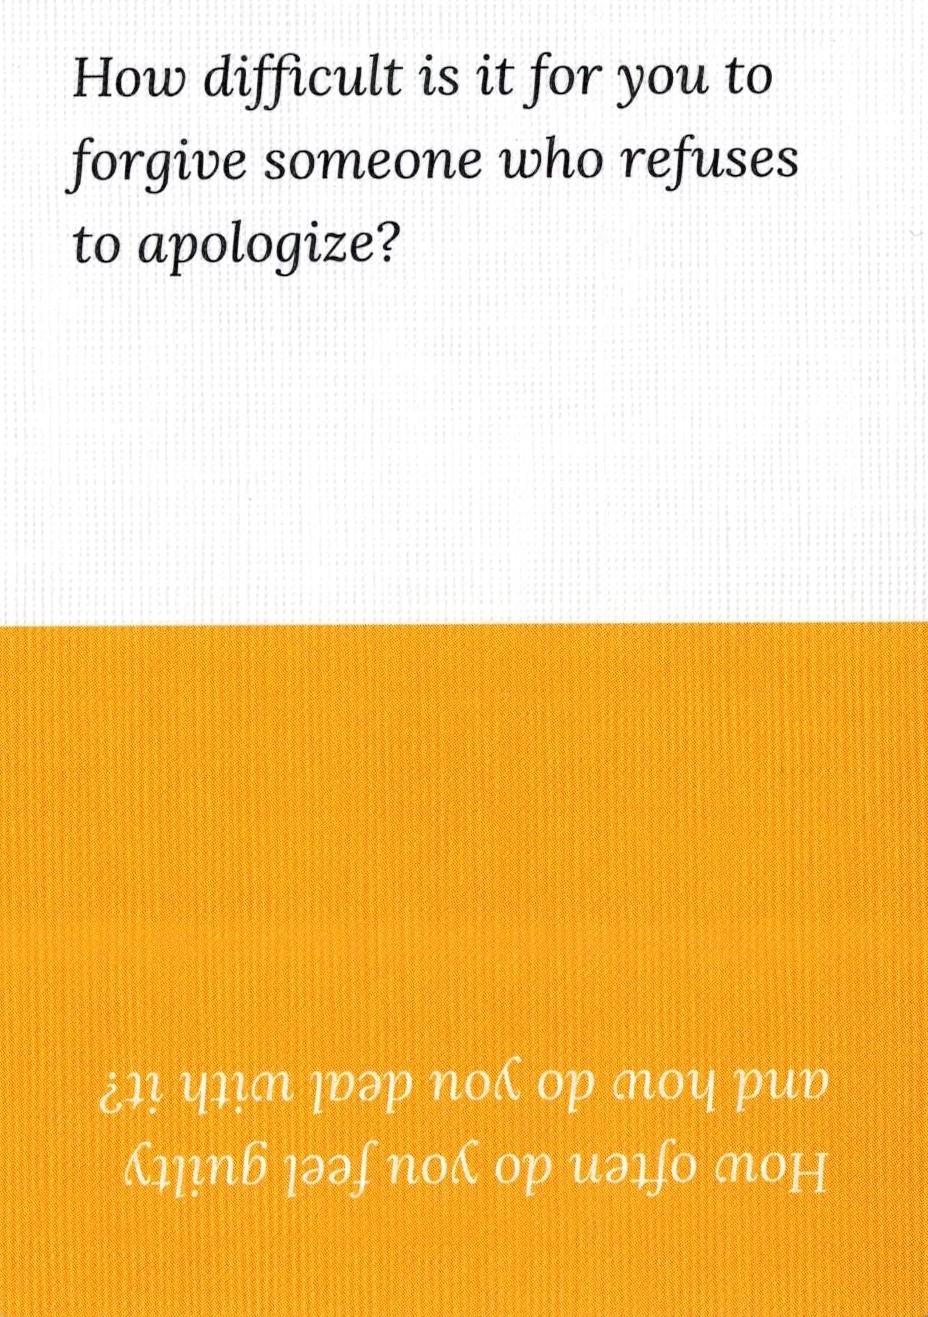 How difficult is it for you to
forgive someone who refuses
to apologize?
How often do you feel guilty
and how do you deal with it?